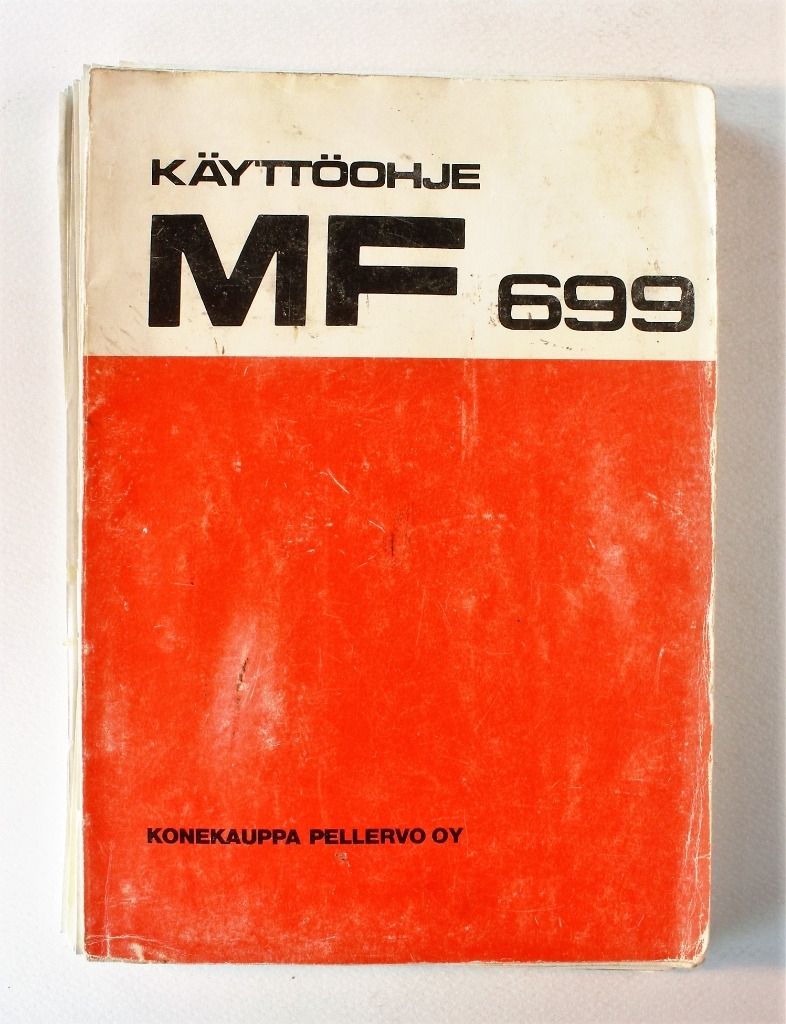 KÄYTTÖOHJE
MF 699
KONEKAUPPA PELLERVO OY